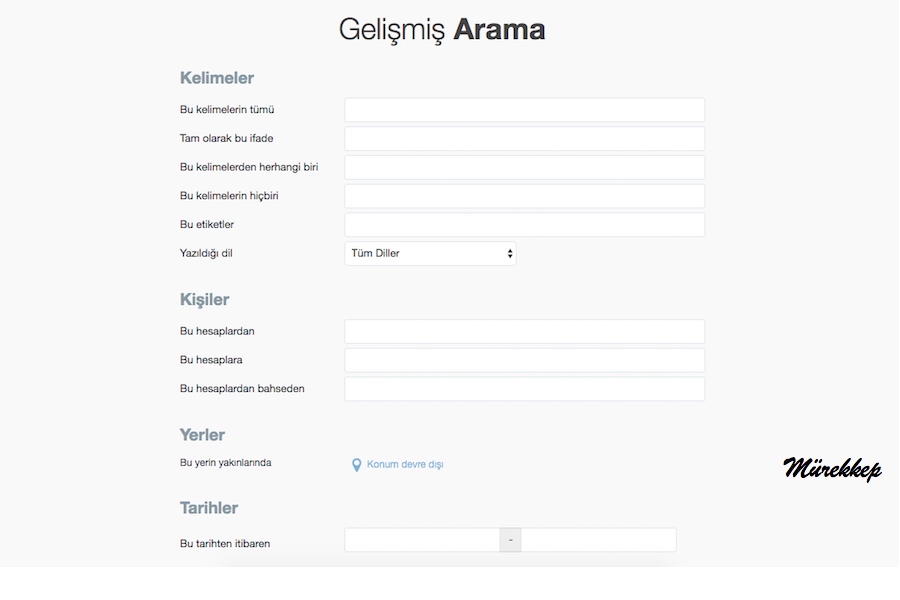 Gelişmiş Arama
Kelimeler
Bu kelimelerin tümü
Tam olarak bu ifade
Bu kelimelerden herhangi biri
Bu kelimelerin hiçbiri
Bu etiketler
Yazıldığı dil Tüm Diller
Kişiler
Bu hesaplardan
Bu hesaplara
Bu hesaplardan bahseden
Yerler
Bu yerin yakınlarında Konum devre dışı
Mürekkep
Tarihler
Bu tarihten itibaren -